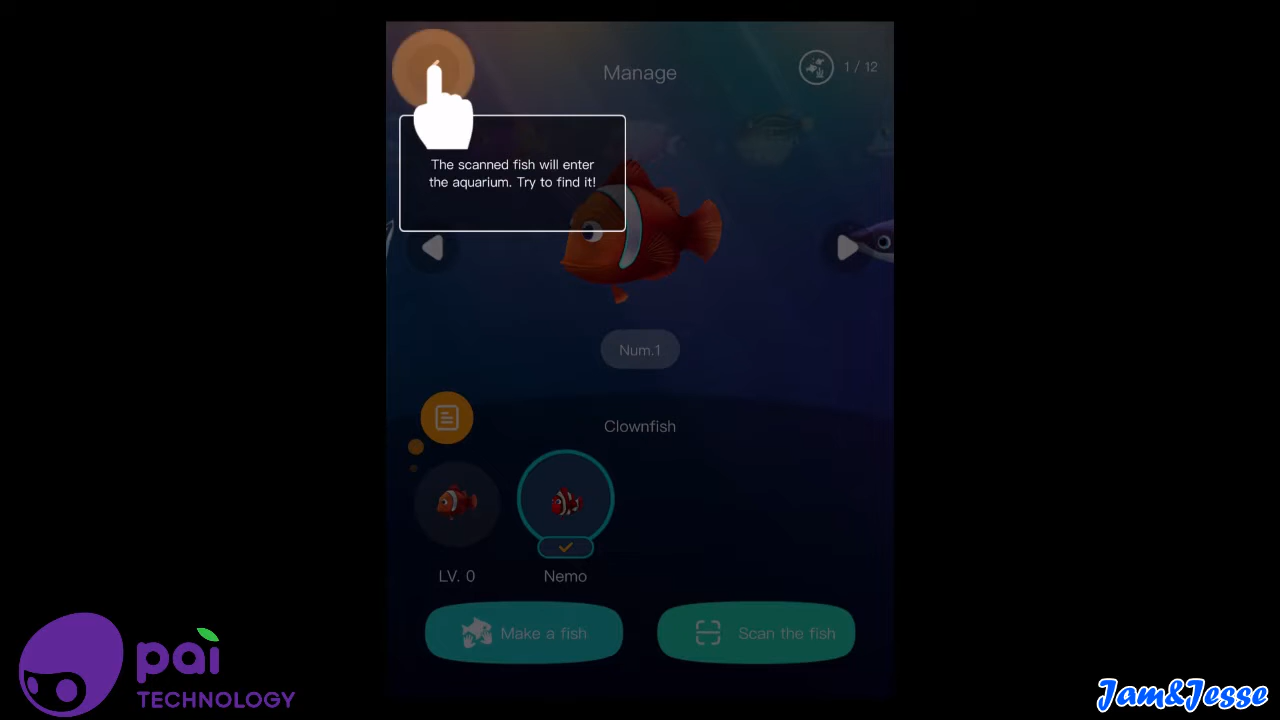 Manage
1 / 12
The scanned fish will enter
the aquarium. Try to find it!
Num.1
Clownfish
LV. 0
Nemo
Make a fish
Scan the fish
pai
TECHNOLOGY
Jam&Jesse